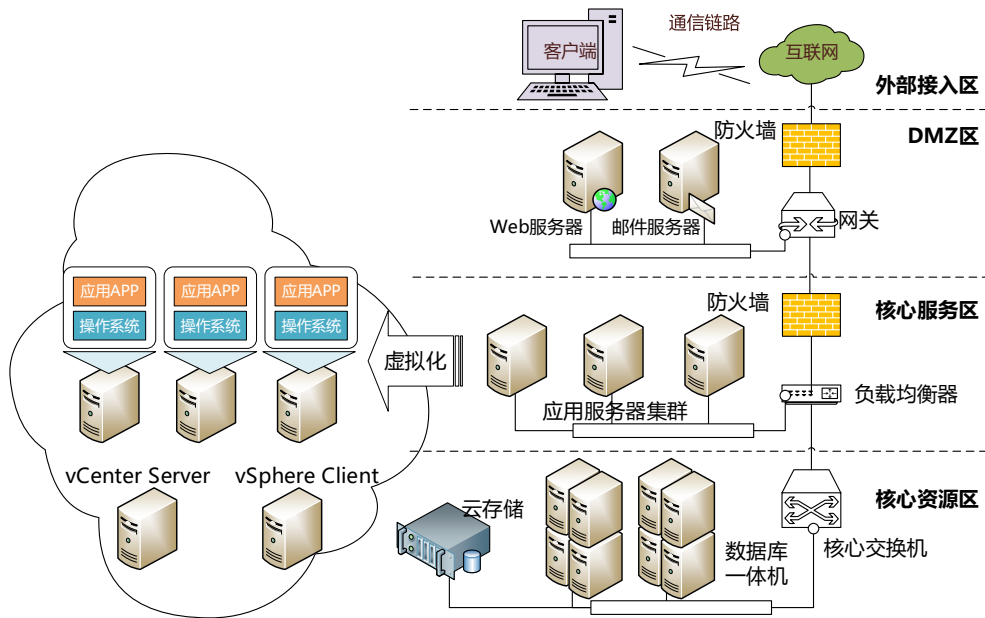 通信链路
客户端
互联网
外部接入区
防火墙
DMZ区
Web服务器
邮件服务器
网关
应用APP
应用APP
应用APP
操作系统
操作系统
操作系统
防火墙
核心服务区
虚拟化
应用服务器集群
负载均衡器
vCenter Server
vSphere Client
云存储
核心资源区
数据库
一体机
核心交换机